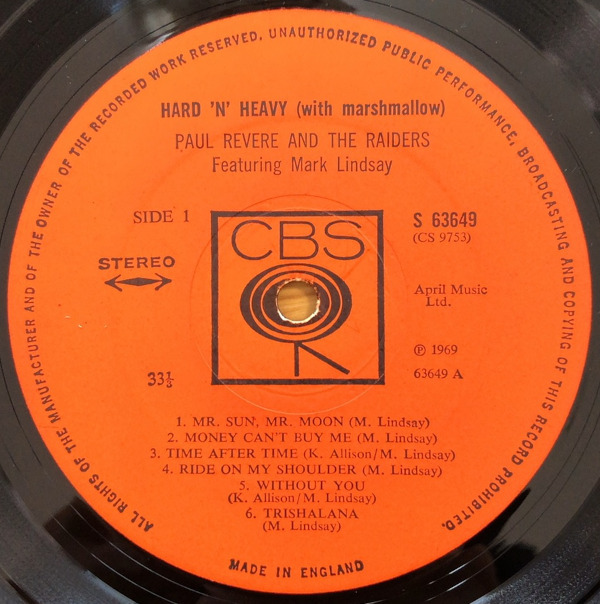 ALL RIGHTS OF THE MANUFACTURER AND OF THE OWNER OF THE RECORDED WORK RESERVED. UNAUTHORIZED PUBLIC PERFORMANCE, BROADCASTING AND COPYING OF THIS RECORD PROHIBITED.
HARD 'N' HEAVY (with marshmallow)
PAUL REVERE AND THE RAIDERS
Featuring Mark Lindsay
SIDE 1
STEREO
33⅓
CBS
S 63649
(CS 9753)
April Music
Ltd.
℗ 1969
63649 A
1. MR. SUN, MR. MOON (M. Lindsay)
2. MONEY CAN'T BUY ME (M. Lindsay)
3. TIME AFTER TIME (K. Allison/M. Lindsay)
4. RIDE ON MY SHOULDER (M. Lindsay)
5. WITHOUT YOU
(K. Allison/M. Lindsay)
6. TRISHALANA
(M. Lindsay)
MADE IN ENGLAND